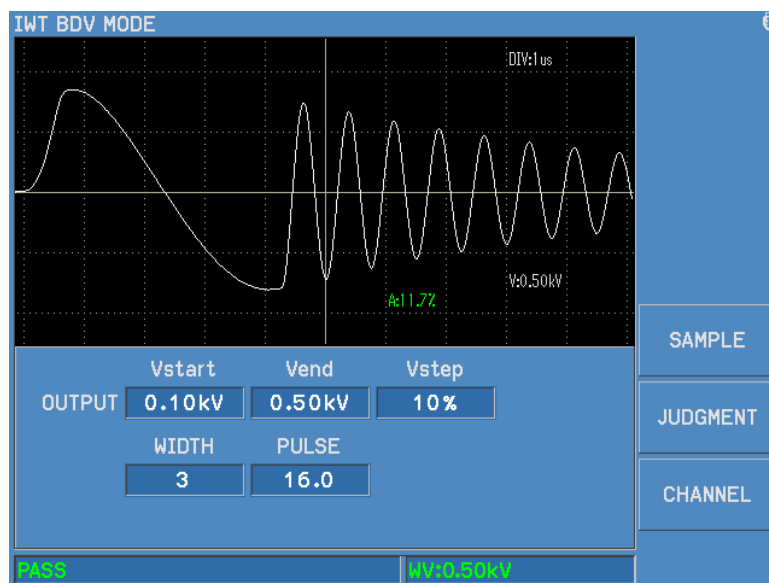 IWT BDV MODE
DIV:1us
V:0.50kV
A:11.7%
SAMPLE
Vstart Vend Vstep
OUTPUT 0.10kV 0.50kV 10%
JUDGMENT
WIDTH PULSE
3 16.0
CHANNEL
PASS WV:0.50kV